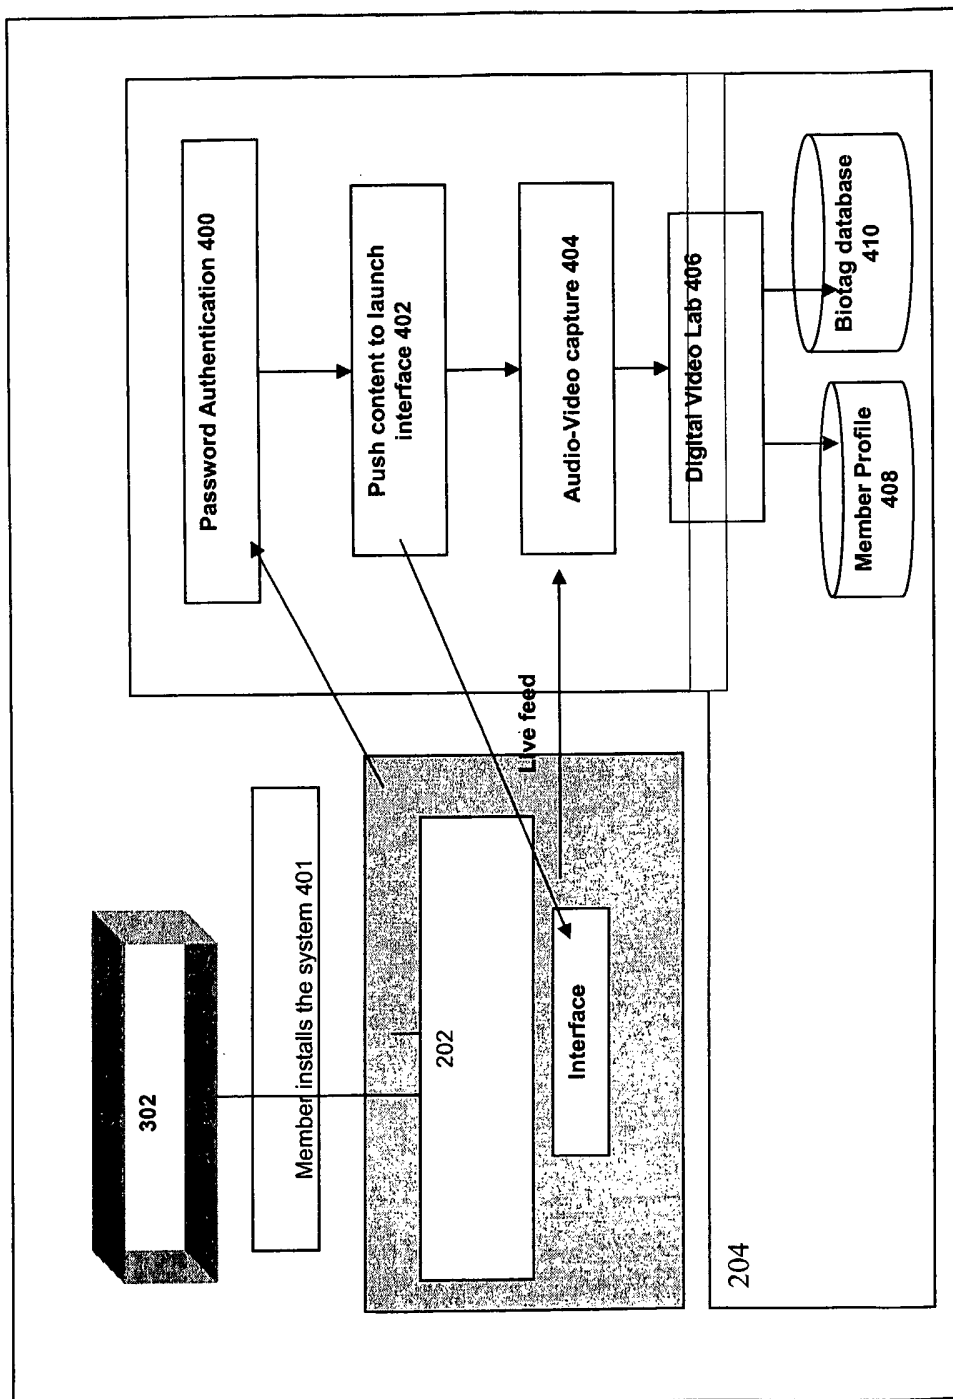 302
Member installs the system 401
202
Interface
Live feed
204
Password Authentication 400
Push content to launch
interface 402
Audio-Video capture 404
Digital Video Lab 406
Member Profile
408
Biotag database
410